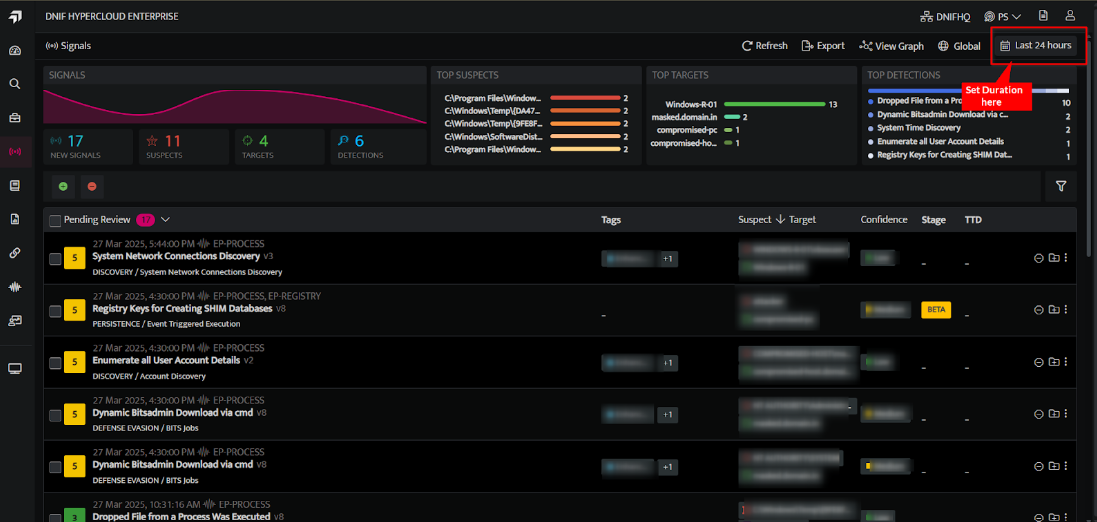 DNIF HYPERCLOUD ENTERPRISE
DNIFHQ
PS
Signals
Refresh
Export
View Graph
Global
Last 24 hours
Set Duration
here
SIGNALS
17
NEW SIGNALS
11
SUSPECTS
4
TARGETS
6
DETECTIONS
TOP SUSPECTS
C:\Program Files\Window... 2
C:\Windows\Temp\{DA47... 2
C:\Windows\Temp\{9FE8F... 2
C:\Windows\SoftwareDist... 2
C:\Program Files\Window... 2
TOP TARGETS
Windows-R-01 13
masked.domain.in 2
compromised-pc 1
compromised-ho... 1
TOP DETECTIONS
Dropped File from a Pro 10
Dynamic Bitsadmin Download via c... 2
System Time Discovery 2
Enumerate all User Account Details 1
Registry Keys for Creating SHIM Dat... 1
Pending Review 17
Tags
Suspect Target
Confidence
Stage
TTD
27 Mar 2025, 5:44:00 PM EP-PROCESS
5 System Network Connections Discovery v3
DISCOVERY / System Network Connections Discovery
+1
– –
27 Mar 2025, 4:30:00 PM EP-PROCESS, EP-REGISTRY
5 Registry Keys for Creating SHIM Databases v8
PERSISTENCE / Event Triggered Execution
–
BETA –
27 Mar 2025, 4:30:00 PM EP-PROCESS
5 Enumerate all User Account Details v2
DISCOVERY / Account Discovery
+1
– –
27 Mar 2025, 4:30:00 PM EP-PROCESS
5 Dynamic Bitsadmin Download via cmd v8
DEFENSE EVASION / BITS Jobs
+1
– –
27 Mar 2025, 4:30:00 PM EP-PROCESS
5 Dynamic Bitsadmin Download via cmd v8
DEFENSE EVASION / BITS Jobs
+1
– –
27 Mar 2025, 10:31:16 AM EP-PROCESS
3 Dropped File from a Process Was Executed v8